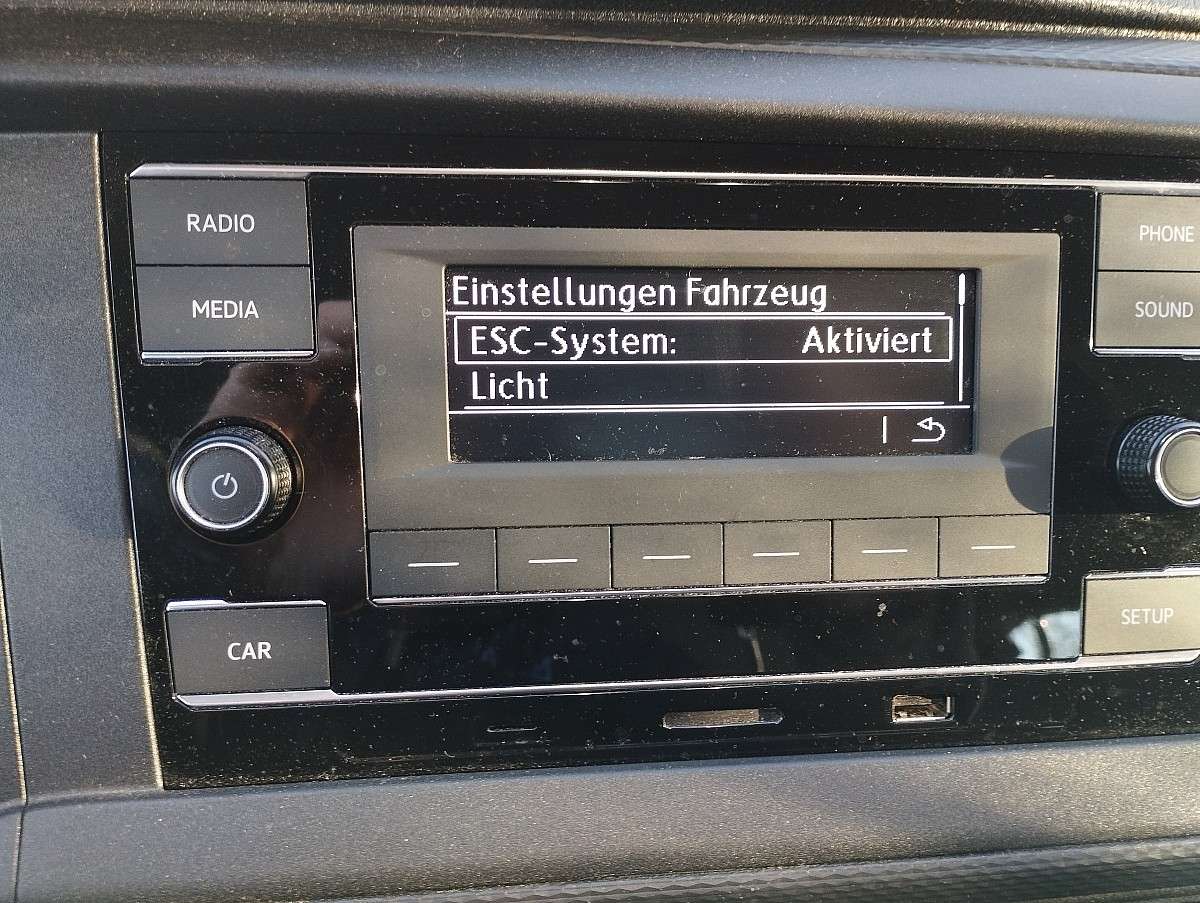 RADIO
MEDIA
Einstellungen Fahrzeug
ESC-System: Aktiviert
Licht
PHONE
SOUND
CAR
SETUP